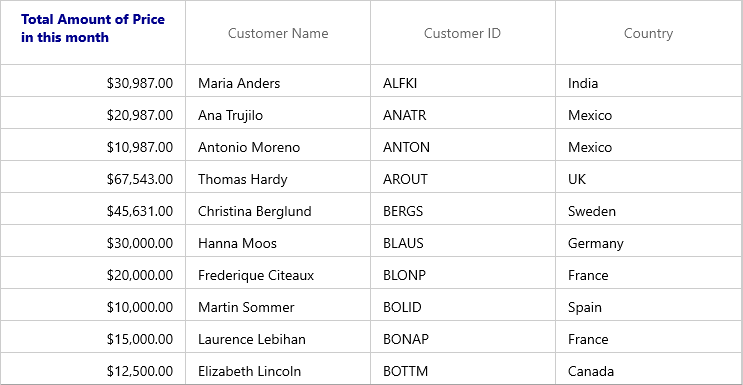 Total Amount of Price
in this month
Customer Name Customer ID Country
$30,987.00 Maria Anders ALFKI India
$20,987.00 Ana Trujilo ANATR Mexico
$10,987.00 Antonio Moreno ANTON Mexico
$67,543.00 Thomas Hardy AROUT UK
$45,631.00 Christina Berglund BERGS Sweden
$30,000.00 Hanna Moos BLAUS Germany
$20,000.00 Frederique Citeaux BLONP France
$10,000.00 Martin Sommer BOLID Spain
$15,000.00 Laurence Lebihan BONAP France
$12,500.00 Elizabeth Lincoln BOTTM Canada